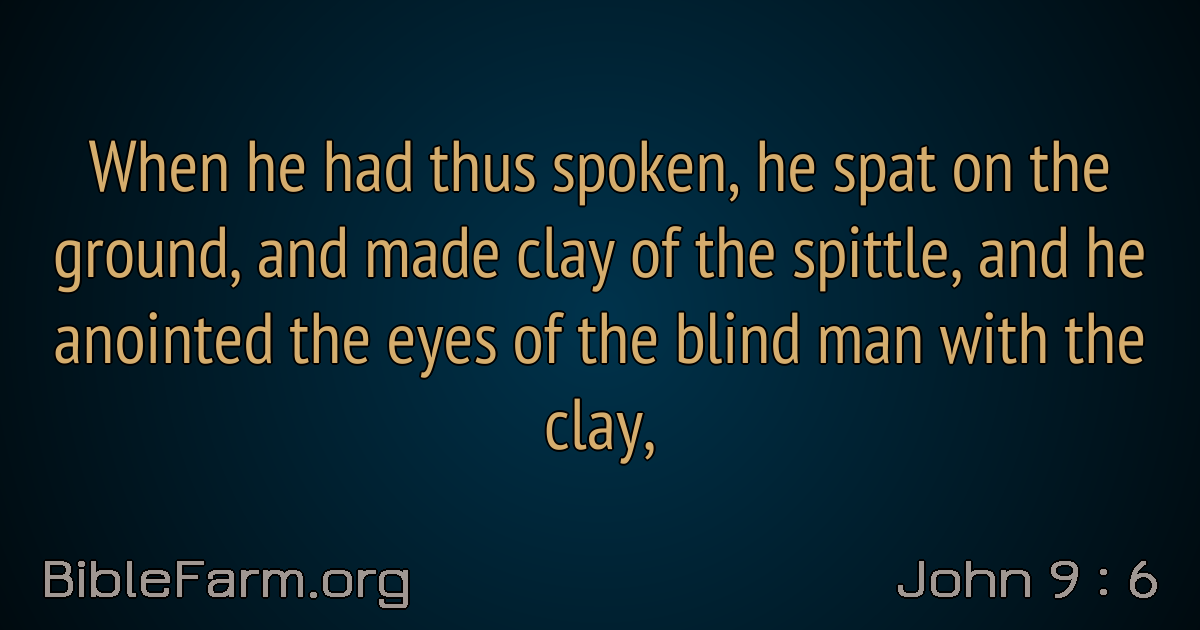 When he had thus spoken, he spat on the
ground, and made clay of the spittle, and he
anointed the eyes of the blind man with the
clay,
BibleFarm.org
John 9 : 6